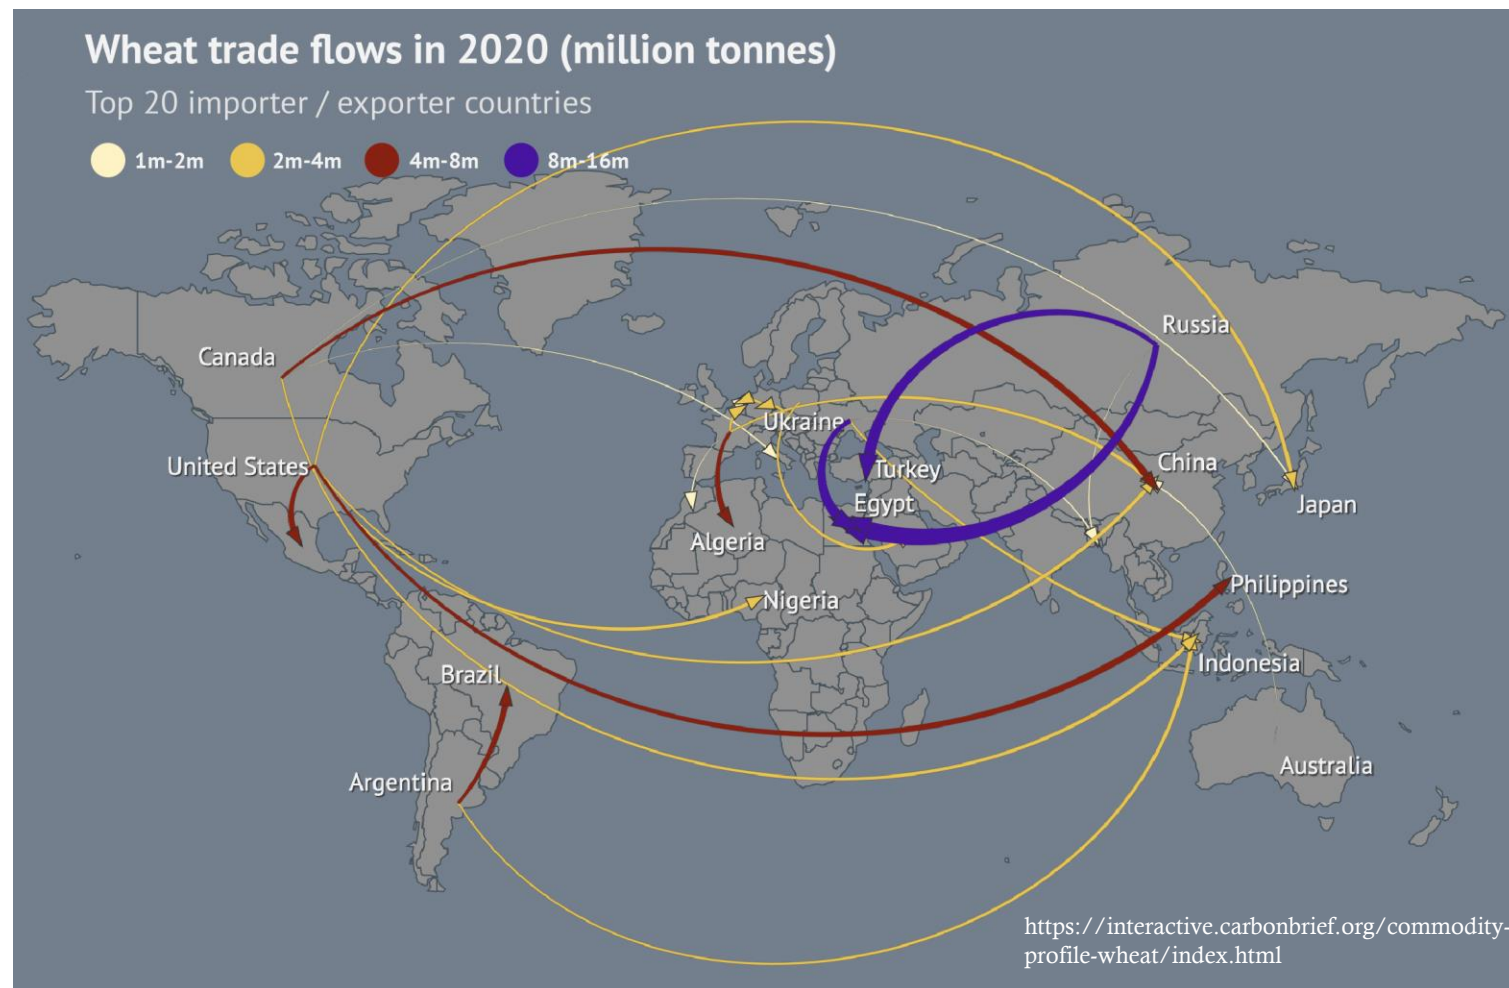 Wheat trade flows in 2020 (million tonnes)
Top 20 importer / exporter countries
1m-2m 2m-4m 4m-8m 8m-16m
Russia
Canada
Ukraine
United States
Turkey
China
Egypt
Japan
Algeria
Philippines
Nigeria
Indonesia
Brazil
Australia
Argentina
https://interactive.carbonbrief.org/commodity-
profile-wheat/index.html